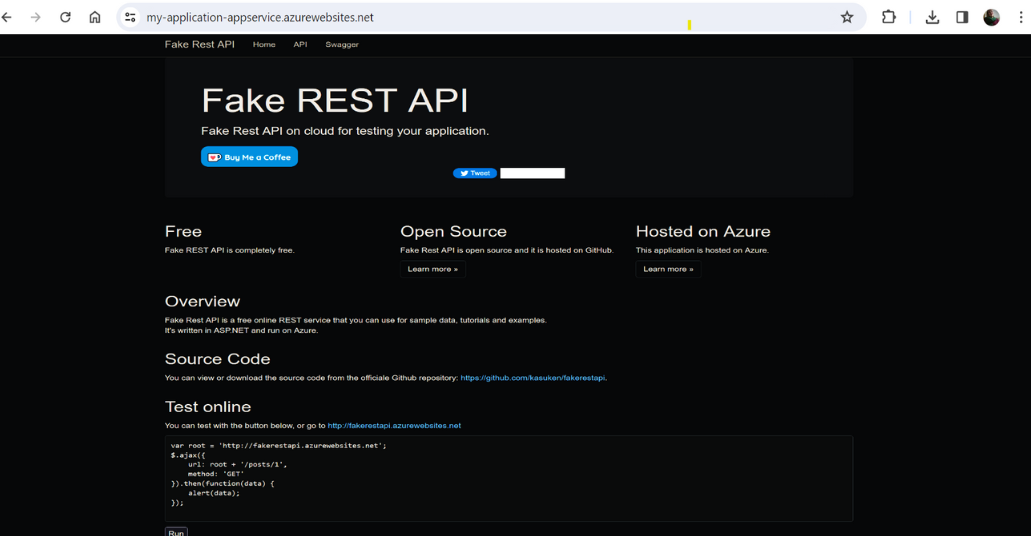 my-application-appservice.azurewebsites.net
Fake Rest API Home API Swagger
Fake REST API
Fake Rest API on cloud for testing your application.
Buy Me a Coffee
Tweet
Free
Fake REST API is completely free.
Open Source
Fake Rest API is open source and it is hosted on GitHub.
Learn more »
Hosted on Azure
This application is hosted on Azure.
Learn more »
Overview
Fake Rest API is a free online REST service that you can use for sample data, tutorials and examples.
It's written in ASP.NET and run on Azure.
Source Code
You can view or download the source code from the officiale Github repository: https://github.com/kasuken/fakerestapi.
Test online
You can test with the button below, or go to http://fakerestapi.azurewebsites.net
var root = 'http://fakerestapi.azurewebsites.net';
$.ajax({
url: root + '/posts/1',
method: 'GET'
}).then(function(data) {
alert(data);
});
Run